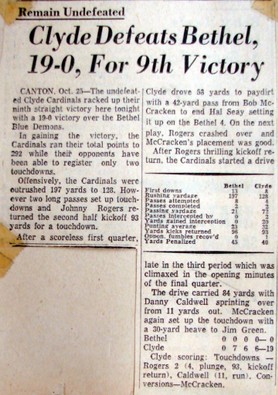 Remain Undefeated
Clyde Defeats Bethel,
19-0, For 9th Victory
CANTON, Oct. 25—The undefeat-
ed Clyde Cardinals racked up their
ninth straight victory here tonight
with a 19-0 victory over the Bethel
Blue Demons.
In gaining the victory, the
Cardinals ran their total points to
292 while their opponents have
been able to register only two
touchdowns.
Offensively, the Cardinals were
outrushed 197 yards to 128. How-
ever two long passes set up touch-
downs and Johnny Rogers re-
turned the second half kickoff 93
yards for a touchdown.
After a scoreless first quarter,
Clyde drove 53 yards to paydirt
with a 42-yard pass from Bob Mc-
Cracken to end Hal Seay setting
it up on the Bethel 4. On the next
play, Rogers crashed over and
McCracken's placement was good.
After Rogers thrilling kickoff re-
turn, the Cardinals started a drive
Bethel Clyde
First downs
Rushing yardage 197 128
Passes attempted
Passes completed
Passing yardage
Passes intercepted by
Yards gained interception
Punting average
Yards kicks returned
Oppon. fumbles recov'd
Yards Penalized 45 45
late in the third period which was
climaxed in the opening minutes
of the final quarter.
The drive carried 84 yards with
Danny Caldwell sprinting over
from 11 yards out. McCracken
again set up the touchdown with
a 30-yard heave to Jim Green.
Bethel 0 0 0 0— 0
Clyde 0 7 6 6—19
Clyde scoring: Touchdowns —
Rogers 2 (4, plunge, 93, kickoff
return), Caldwell (11, run). Con-
versions—McCracken.